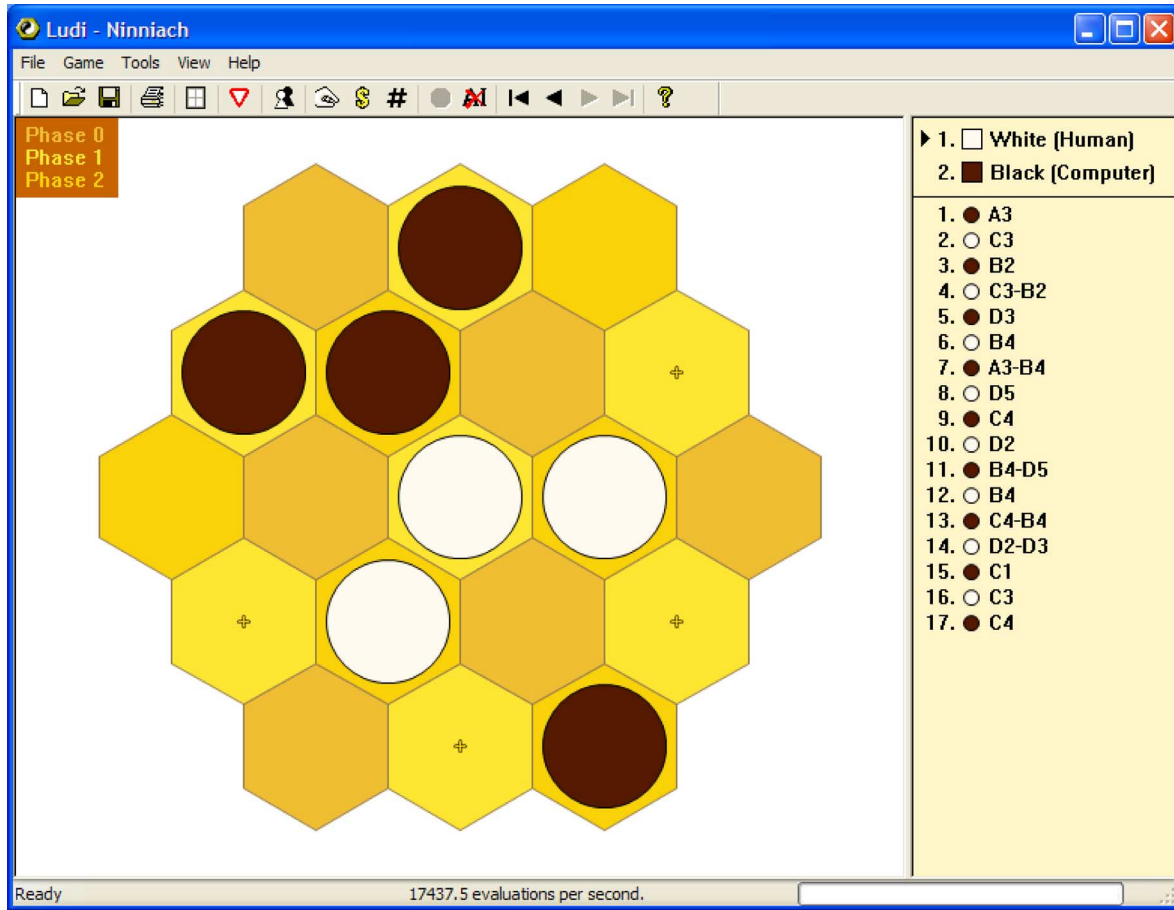 Ludi - Ninniach
File Game Tools View Help
$ # AI ?
Phase 0
Phase 1
Phase 2
1. White (Human)
2. Black (Computer)
1. A3
2. C3
3. B2
4. C3-B2
5. D3
6. B4
7. A3-B4
8. D5
9. C4
10. D2
11. B4-D5
12. B4
13. C4-B4
14. D2-D3
15. C1
16. C3
17. C4
Ready 17437.5 evaluations per second.